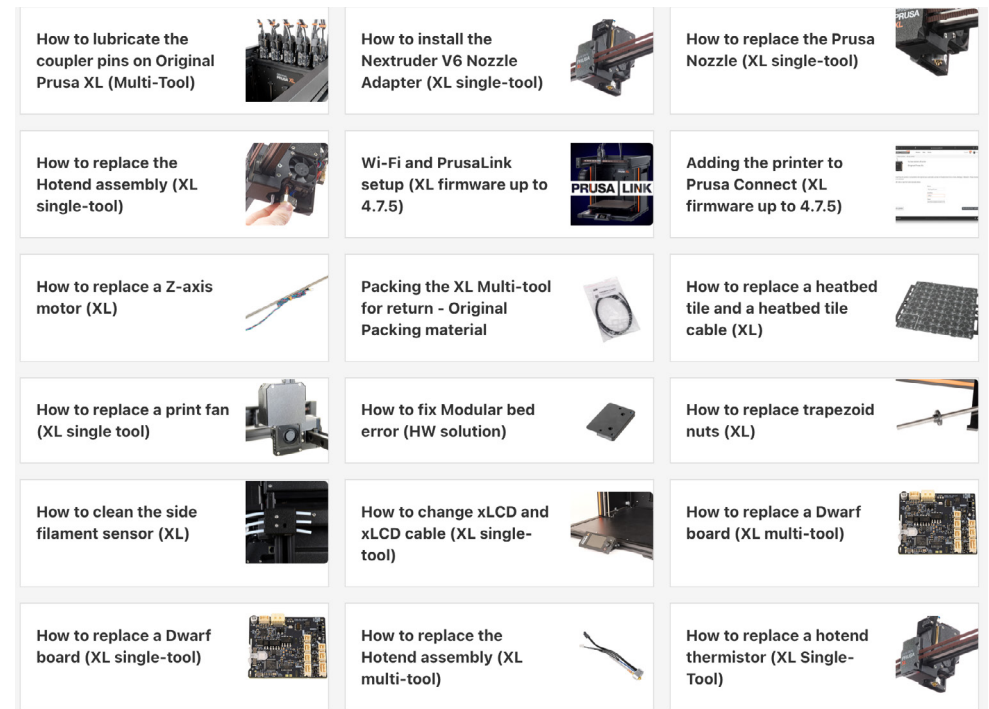 How to lubricate the
coupler pins on Original
Prusa XL (Multi-Tool)
How to install the
Nextruder V6 Nozzle
Adapter (XL single-tool)
How to replace the Prusa
Nozzle (XL single-tool)
PRUSA
How to replace the
Hotend assembly (XL
single-tool)
Wi-Fi and PrusaLink
setup (XL firmware up to
4.7.5)
PRUSA LINK
Adding the printer to
Prusa Connect (XL
firmware up to 4.7.5)
How to replace a Z-axis
motor (XL)
Packing the XL Multi-tool
for return - Original
Packing material
How to replace a heatbed
tile and a heatbed tile
cable (XL)
How to replace a print fan
(XL single tool)
How to fix Modular bed
error (HW solution)
How to replace trapezoid
nuts (XL)
How to clean the side
filament sensor (XL)
How to change xLCD and
xLCD cable (XL single-
tool)
How to replace a Dwarf
board (XL multi-tool)
How to replace a Dwarf
board (XL single-tool)
How to replace the
Hotend assembly (XL
multi-tool)
How to replace a hotend
thermistor (XL Single-
Tool)